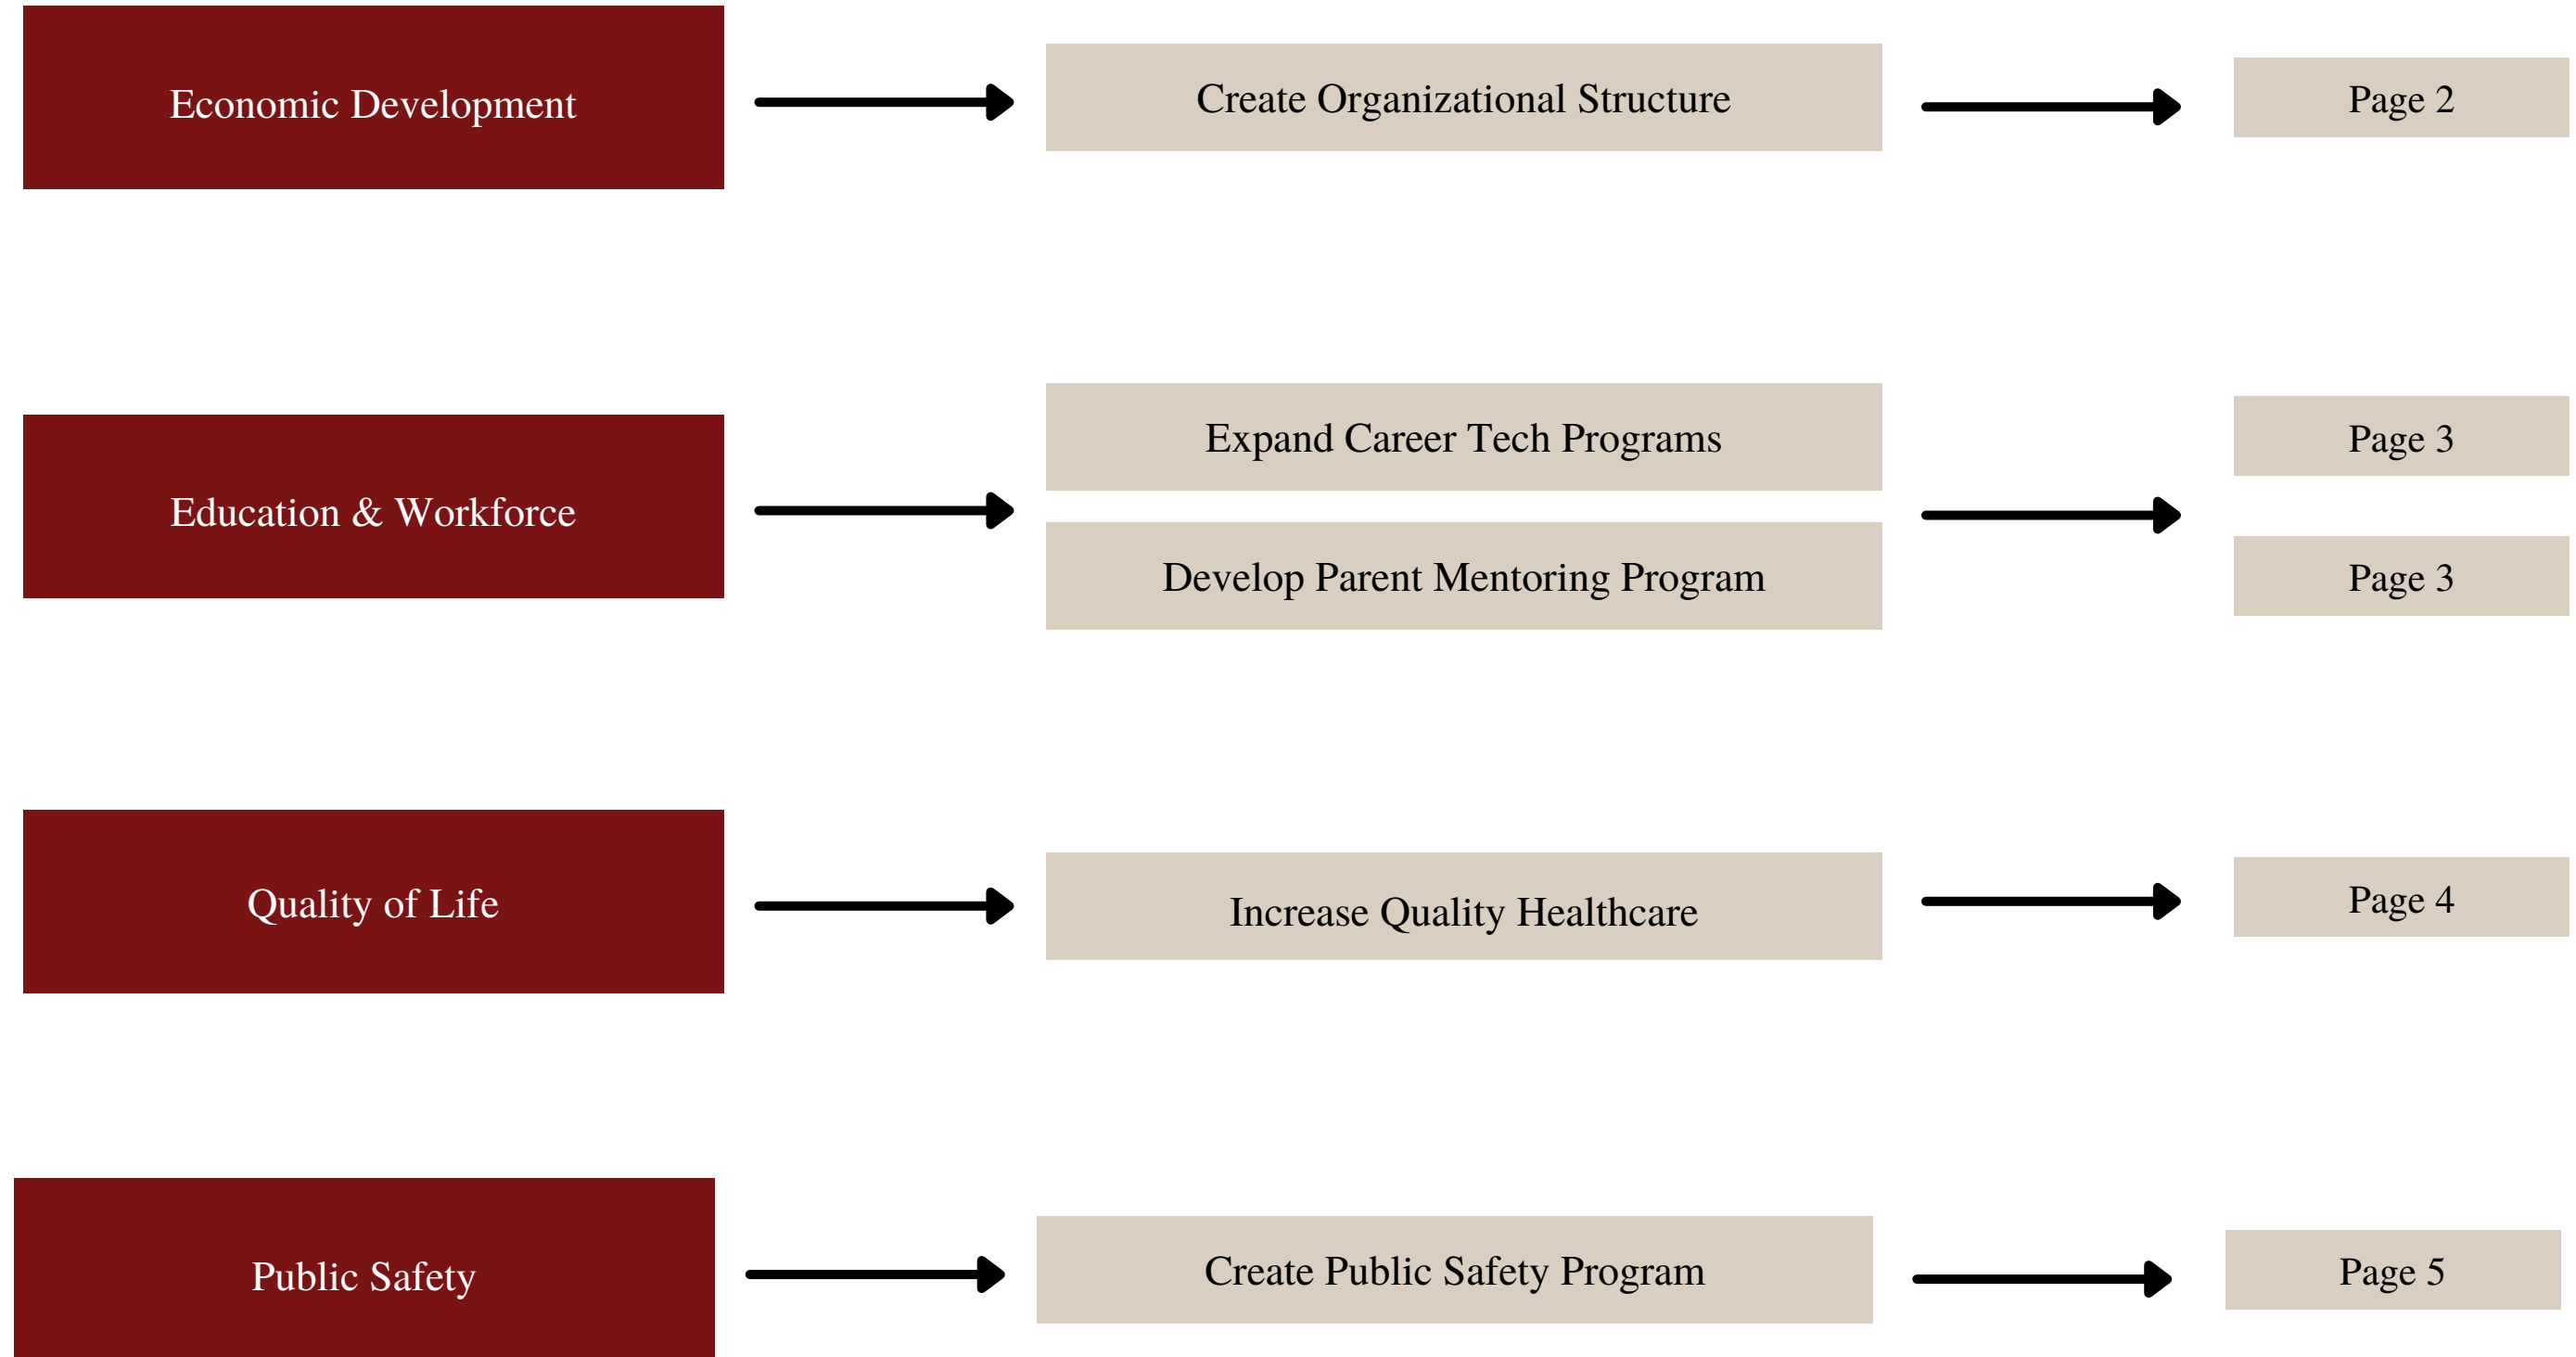 Economic Development
Create Organizational Structure
Page 2
Education & Workforce
Expand Career Tech Programs
Page 3
Develop Parent Mentoring Program
Page 3
Quality of Life
Increase Quality Healthcare
Page 4
Public Safety
Create Public Safety Program
Page 5